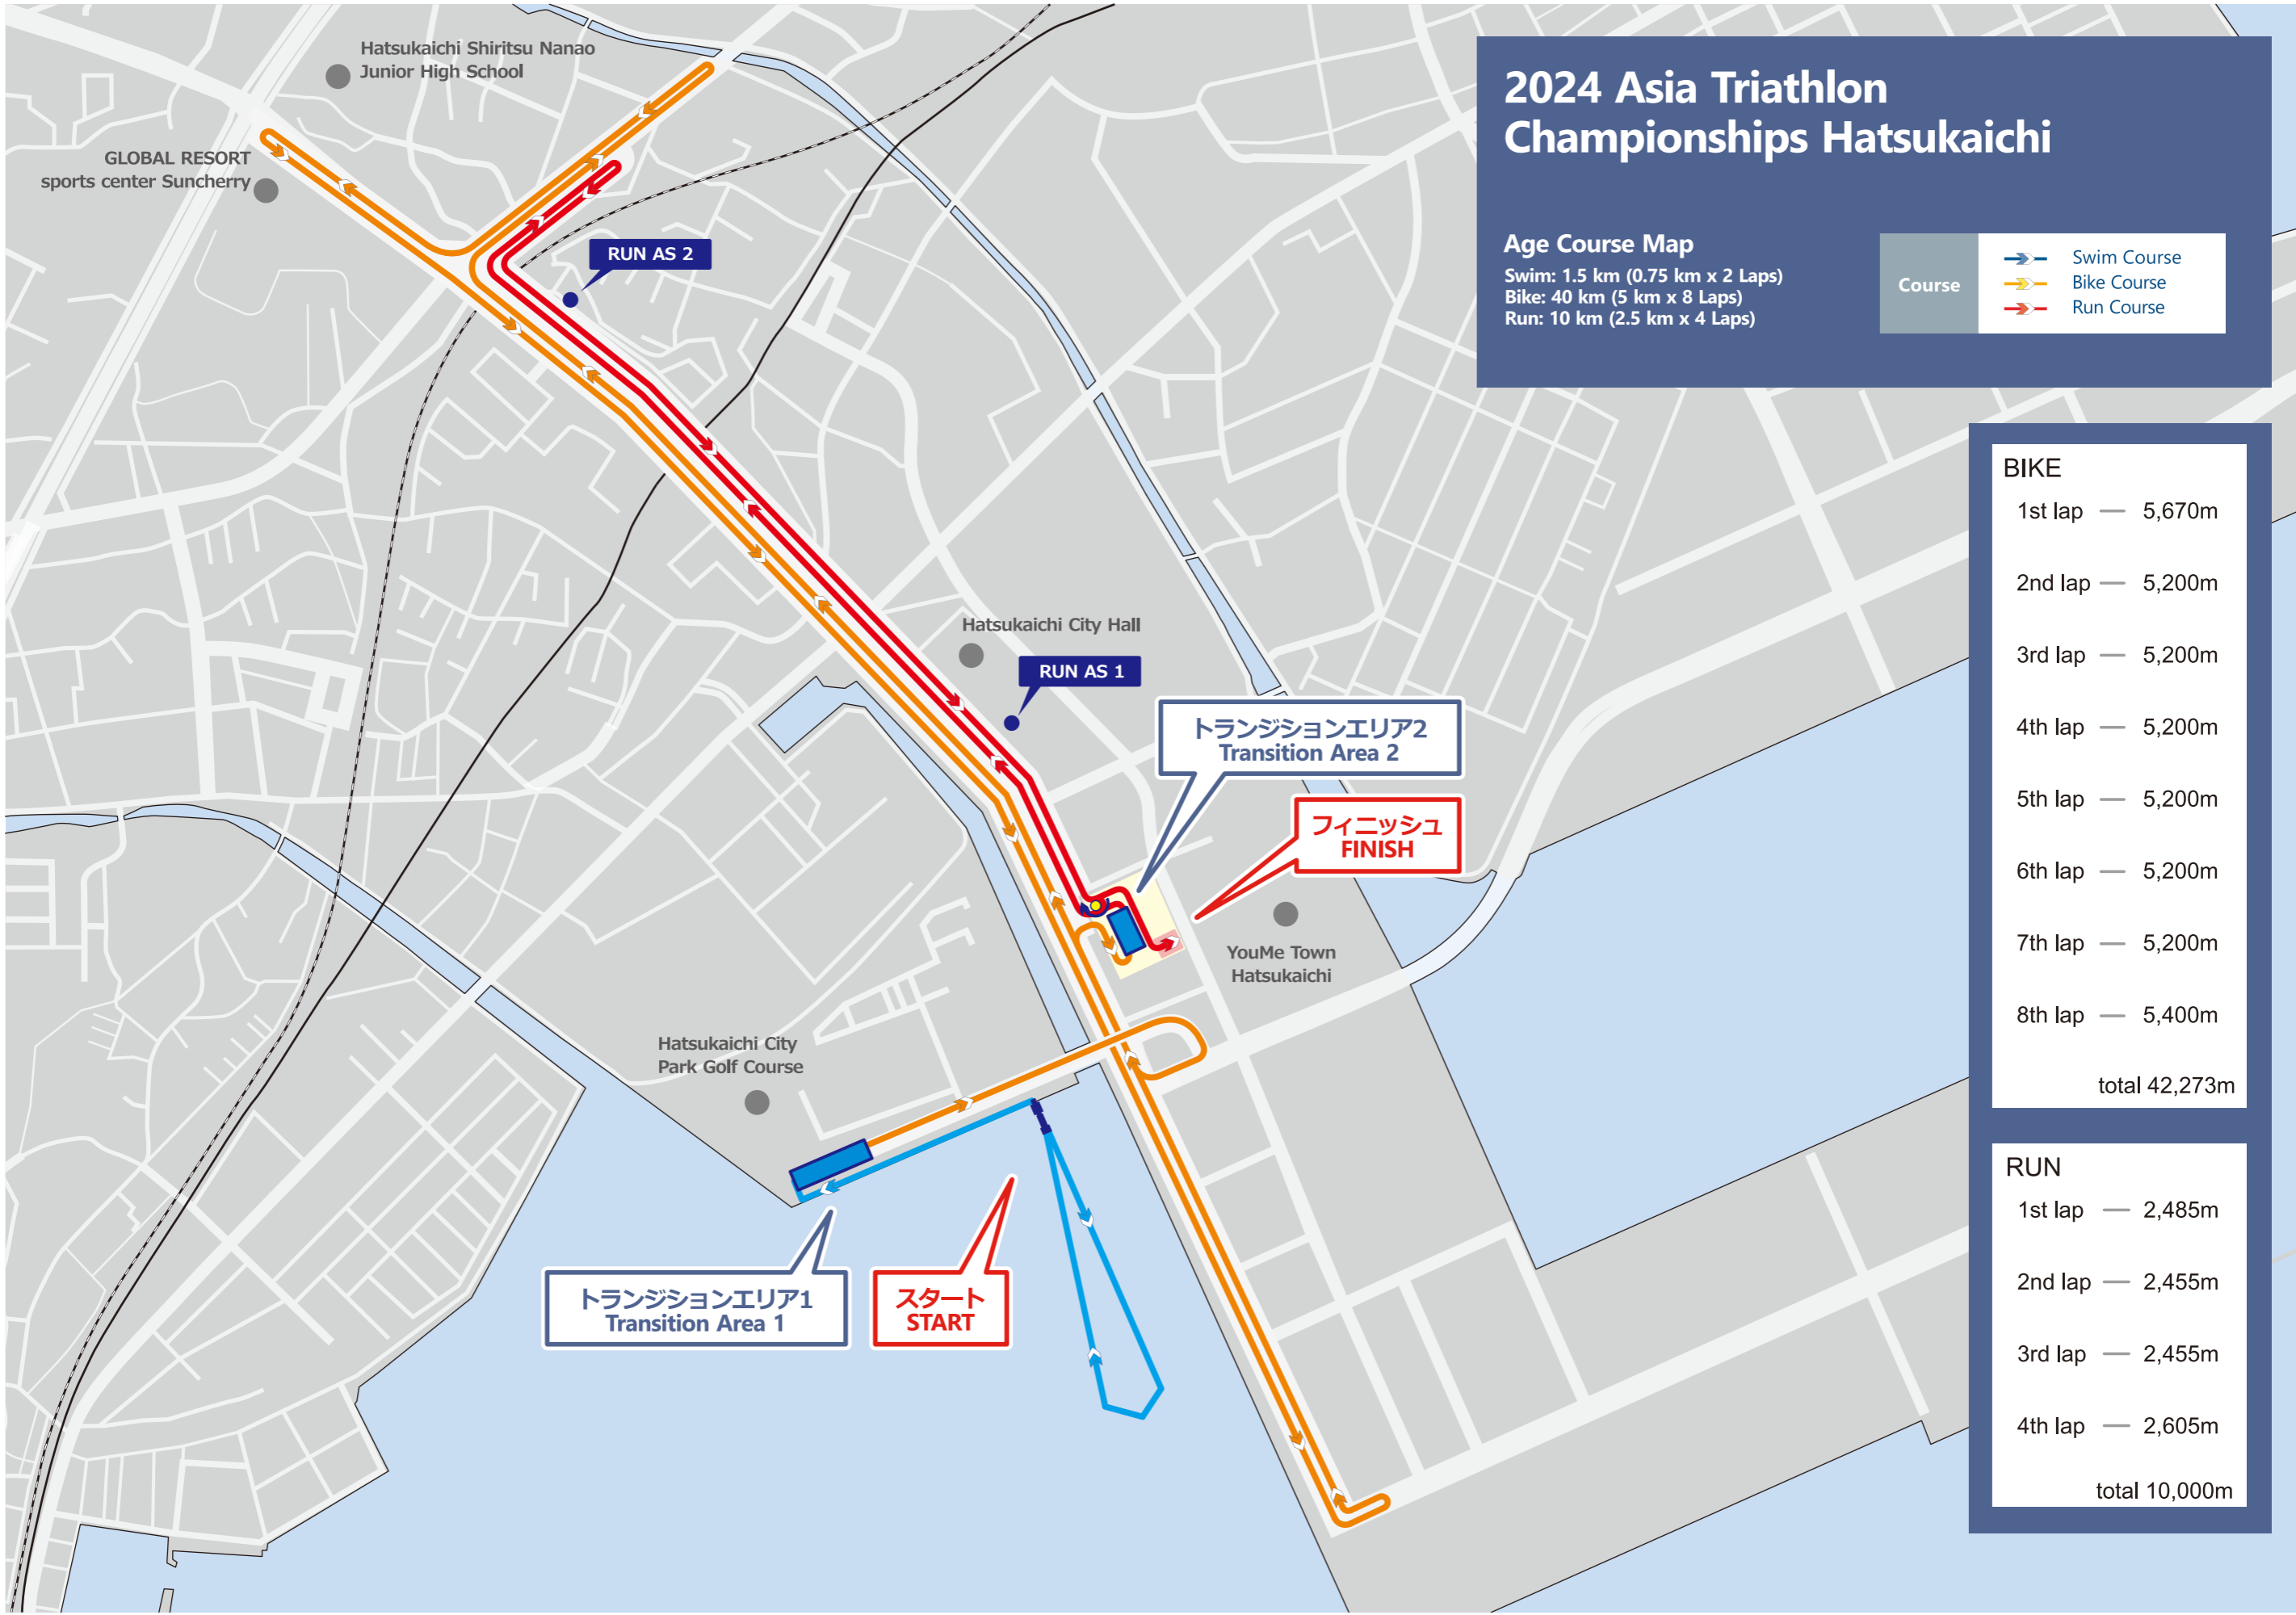 Hatsukaichi Shiritsu Nanao
Junior High School
GLOBAL RESORT
sports center Suncherry
RUN AS 2
2024 Asia Triathlon
Championships Hatsukaichi
Age Course Map
Swim: 1.5 km (0.75 km x 2 Laps)
Bike: 40 km (5 km x 8 Laps)
Run: 10 km (2.5 km x 4 Laps)
Course
Swim Course
Bike Course
Run Course
Hatsukaichi City Hall
RUN AS 1
トランジションエリア2
Transition Area 2
フィニッシュ
FINISH
YouMe Town
Hatsukaichi
Hatsukaichi City
Park Golf Course
トランジションエリア1
Transition Area 1
スタート
START
BIKE
1st lap — 5,670m
2nd lap — 5,200m
3rd lap — 5,200m
4th lap — 5,200m
5th lap — 5,200m
6th lap — 5,200m
7th lap — 5,200m
8th lap — 5,400m
total 42,273m
RUN
1st lap — 2,485m
2nd lap — 2,455m
3rd lap — 2,455m
4th lap — 2,605m
total 10,000m